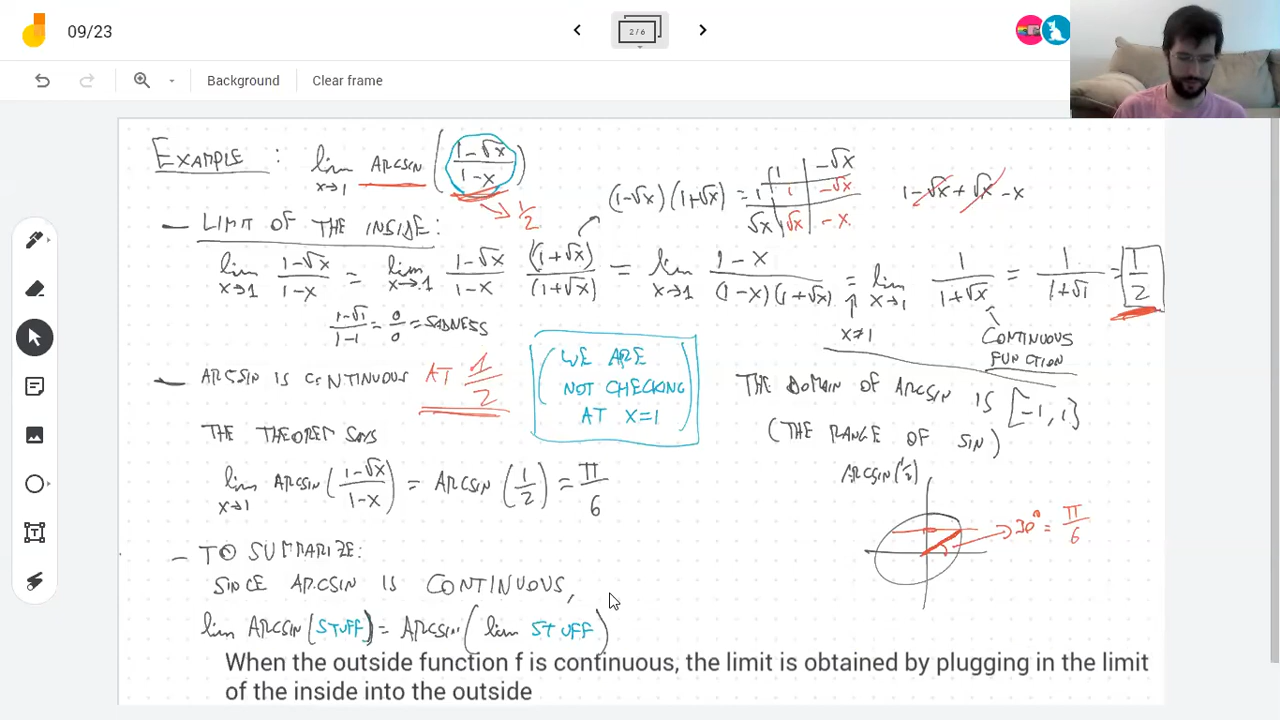 09/23
2/6
Background
Clear frame
EXAMPLE : lim x→1 ARCSIN ( 1-√x / 1-x )
→ 1/2
(1-√x)(1+√x) =
1 -√x
1 1 -√x
√x √x -x
1-√x+√x-x
- LIMIT OF THE INSIDE:
lim x→1 1-√x / 1-x = lim x→1 1-√x / 1-x (1+√x) / (1+√x) = lim x→1 1-x / (1-x)(1+√x) = lim x→1 1 / 1+√x = 1 / 1+√1 = 1/2
x≠1
1-√1 / 1-1 = 0/0 = SADNESS
CONTINUOUS
FUNCTION
- ARCSIN IS CONTINUOUS AT 1/2
(WE ARE
NOT CHECKING
AT X=1)
THE DOMAIN OF ARCSIN IS [-1,1]
(THE RANGE OF SIN)
THE THEOREM SAYS
lim x→1 ARCSIN ( 1-√x / 1-x ) = ARCSIN ( 1/2 ) = π/6
ARCSIN(1/2)
30° = π/6
- TO SUMMARIZE:
SINCE ARCSIN IS CONTINUOUS,
lim ARCSIN(STUFF) = ARCSIN(lim STUFF)
When the outside function f is continuous, the limit is obtained by plugging in the limit
of the inside into the outside